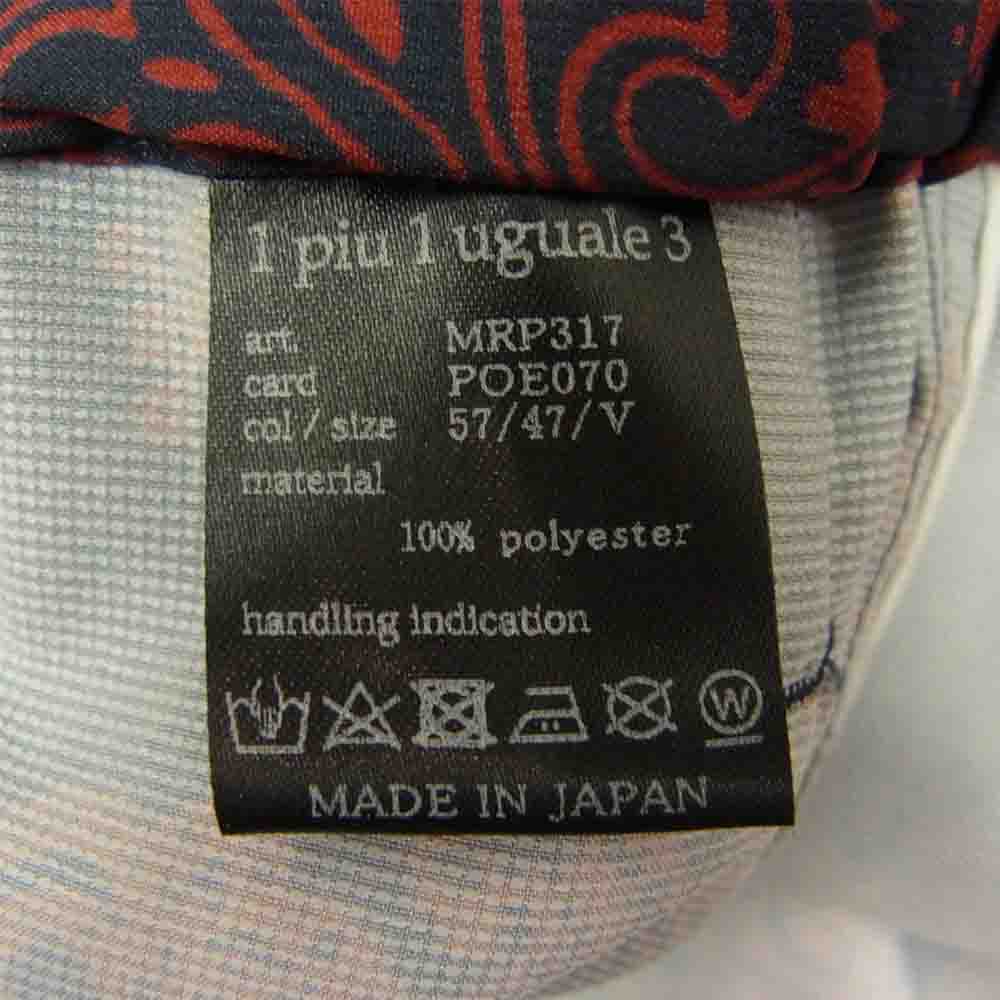 1 piu 1 uguale 3
art. MRP317
card POE070
col / size 57/47/V
material
100% polyester
handling indication
W
MADE IN JAPAN